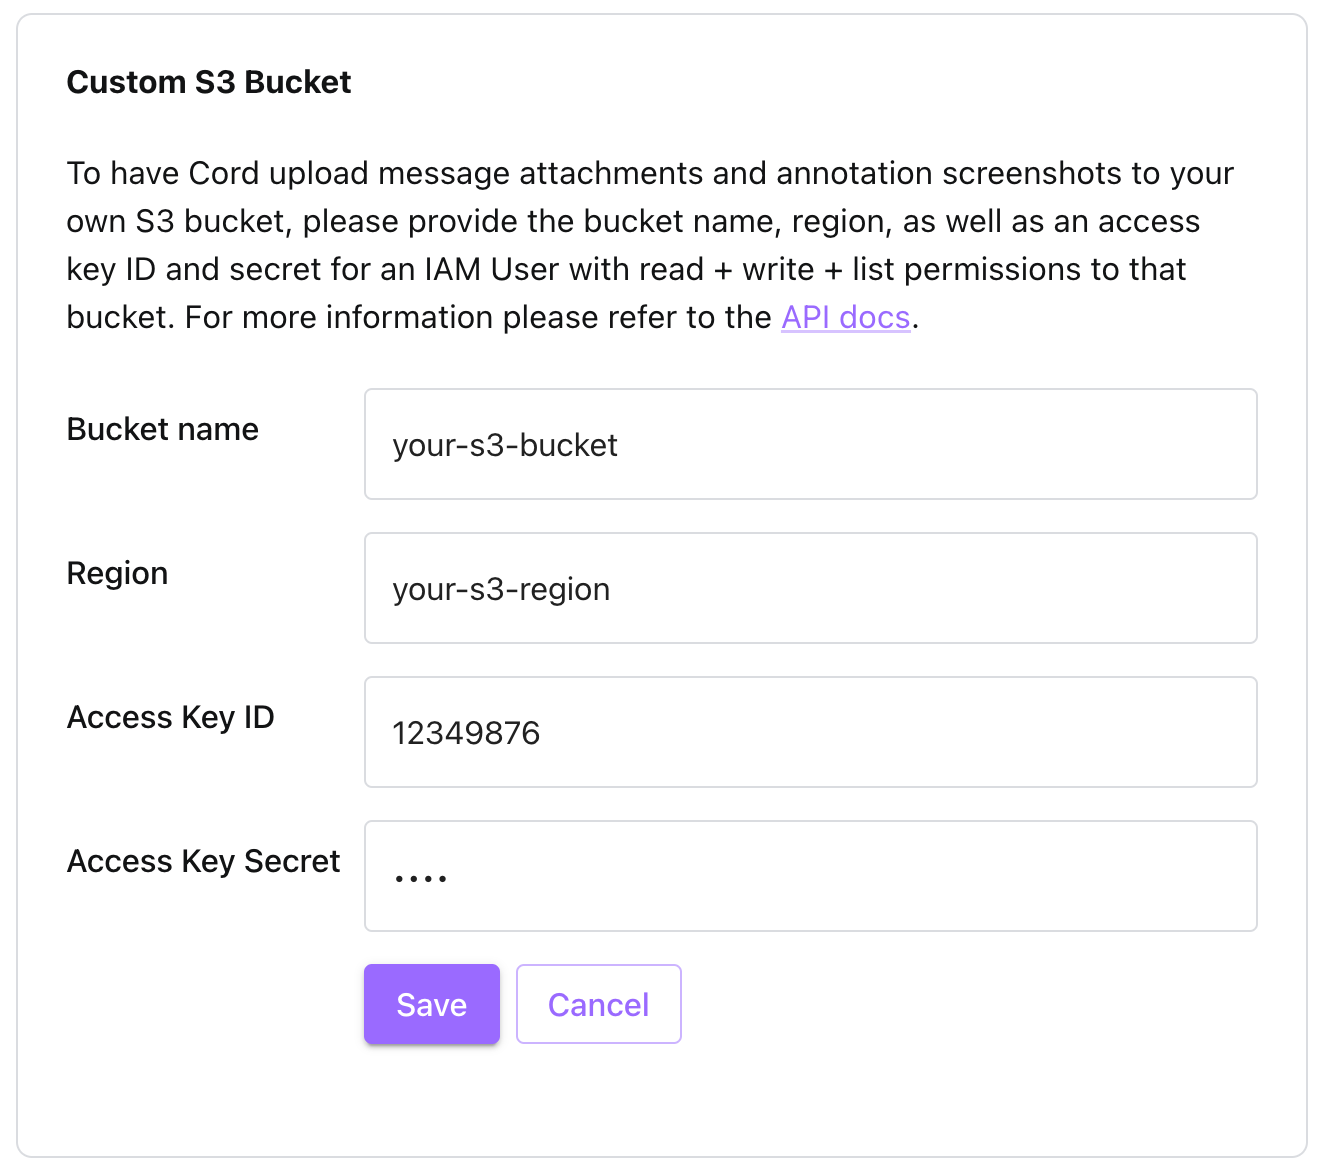 Custom S3 Bucket
To have Cord upload message attachments and annotation screenshots to your
own S3 bucket, please provide the bucket name, region, as well as an access
key ID and secret for an IAM User with read + write + list permissions to that
bucket. For more information please refer to the API docs.
Bucket name
your-s3-bucket
Region
your-s3-region
Access Key ID
12349876
Access Key Secret
••••
Save
Cancel